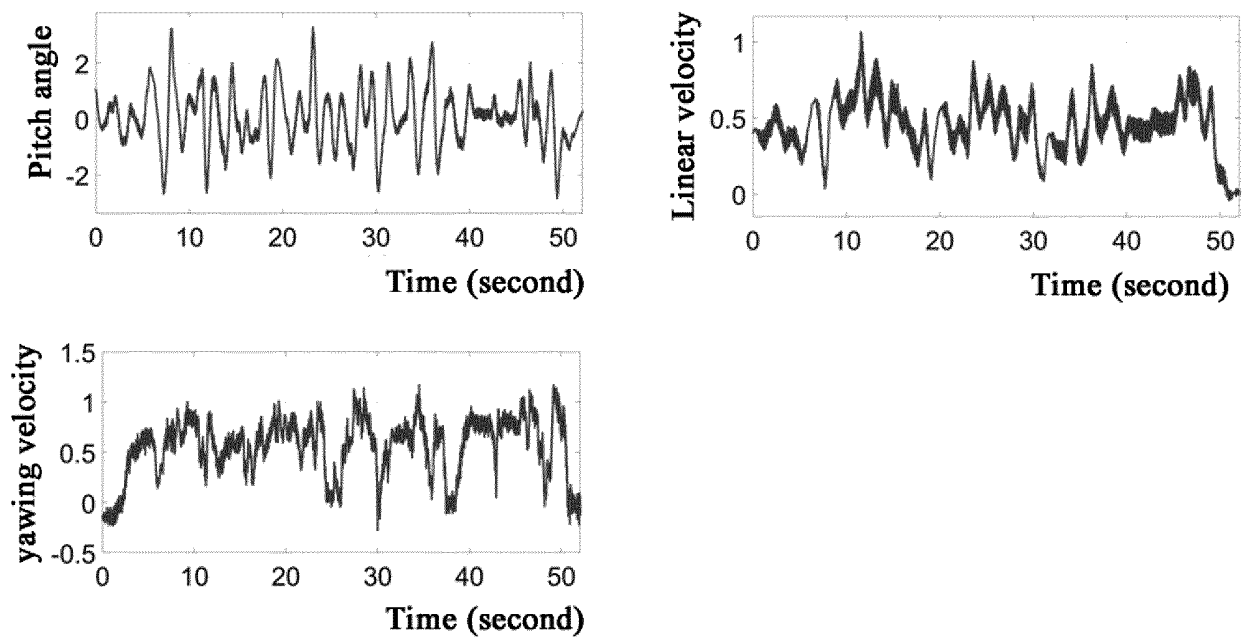 Pitch angle
2
0
-2
0 10 20 30 40 50
Time (second)
Linear velocity
1
0.5
0
0 10 20 30 40 50
Time (second)
yawing velocity
1.5
1
0.5
0
-0.5
0 10 20 30 40 50
Time (second)